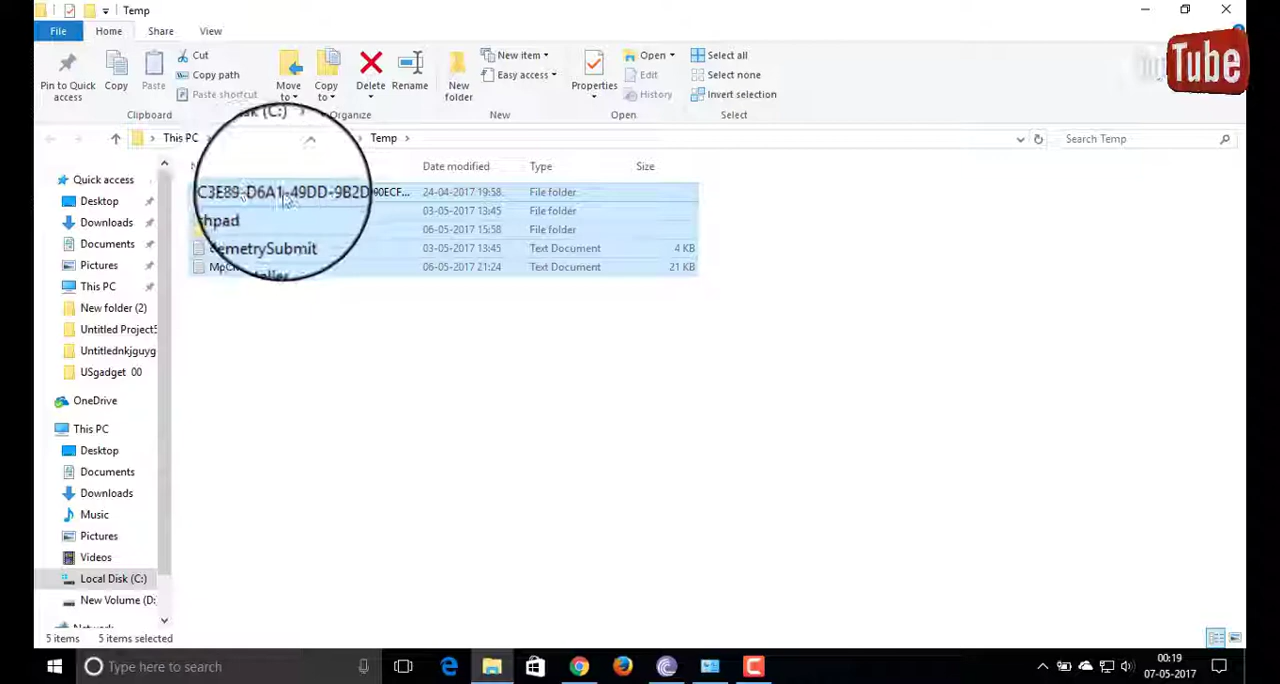 Temp
File Home Share View
Pin to Quick access
Copy
Paste
Cut
Copy path
Paste shortcut
Clipboard
Move to
Copy to
Delete
Rename
Organize
New folder
New item
Easy access
New
Properties
Open
Edit
History
Open
Select all
Select none
Invert selection
Select
Tube
This PC
(C:)
Temp
Search Temp
Date modified Type Size
C3E89-D6A1-49DD-9B2D 90ECF... 24-04-2017 19:58 File folder
hpad 03-05-2017 13:45 File folder
06-05-2017 15:58 File folder
emetrySubmit 03-05-2017 13:45 Text Document 4 KB
06-05-2017 21:24 Text Document 21 KB
Quick access
Desktop
Downloads
Documents
Pictures
This PC
New folder (2)
Untitled Project5
Untitlednkjguyg
USgadget 00
OneDrive
This PC
Desktop
Documents
Downloads
Music
Pictures
Videos
Local Disk (C:)
New Volume (D:
5 items 5 items selected
Type here to search
00:19
07-05-2017